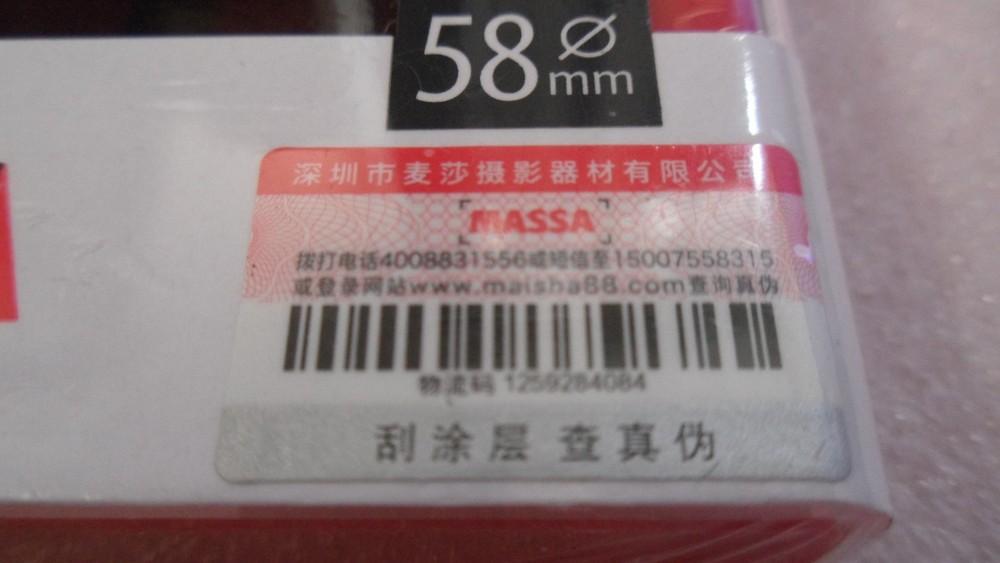 58 Ø mm
深圳市麦莎摄影器材有限公司
MASSA
拨打电话4008831556或短信至15007558315
或登录网站www.maisha88.com查询真伪
物流码 1259284084
刮涂层 查真伪